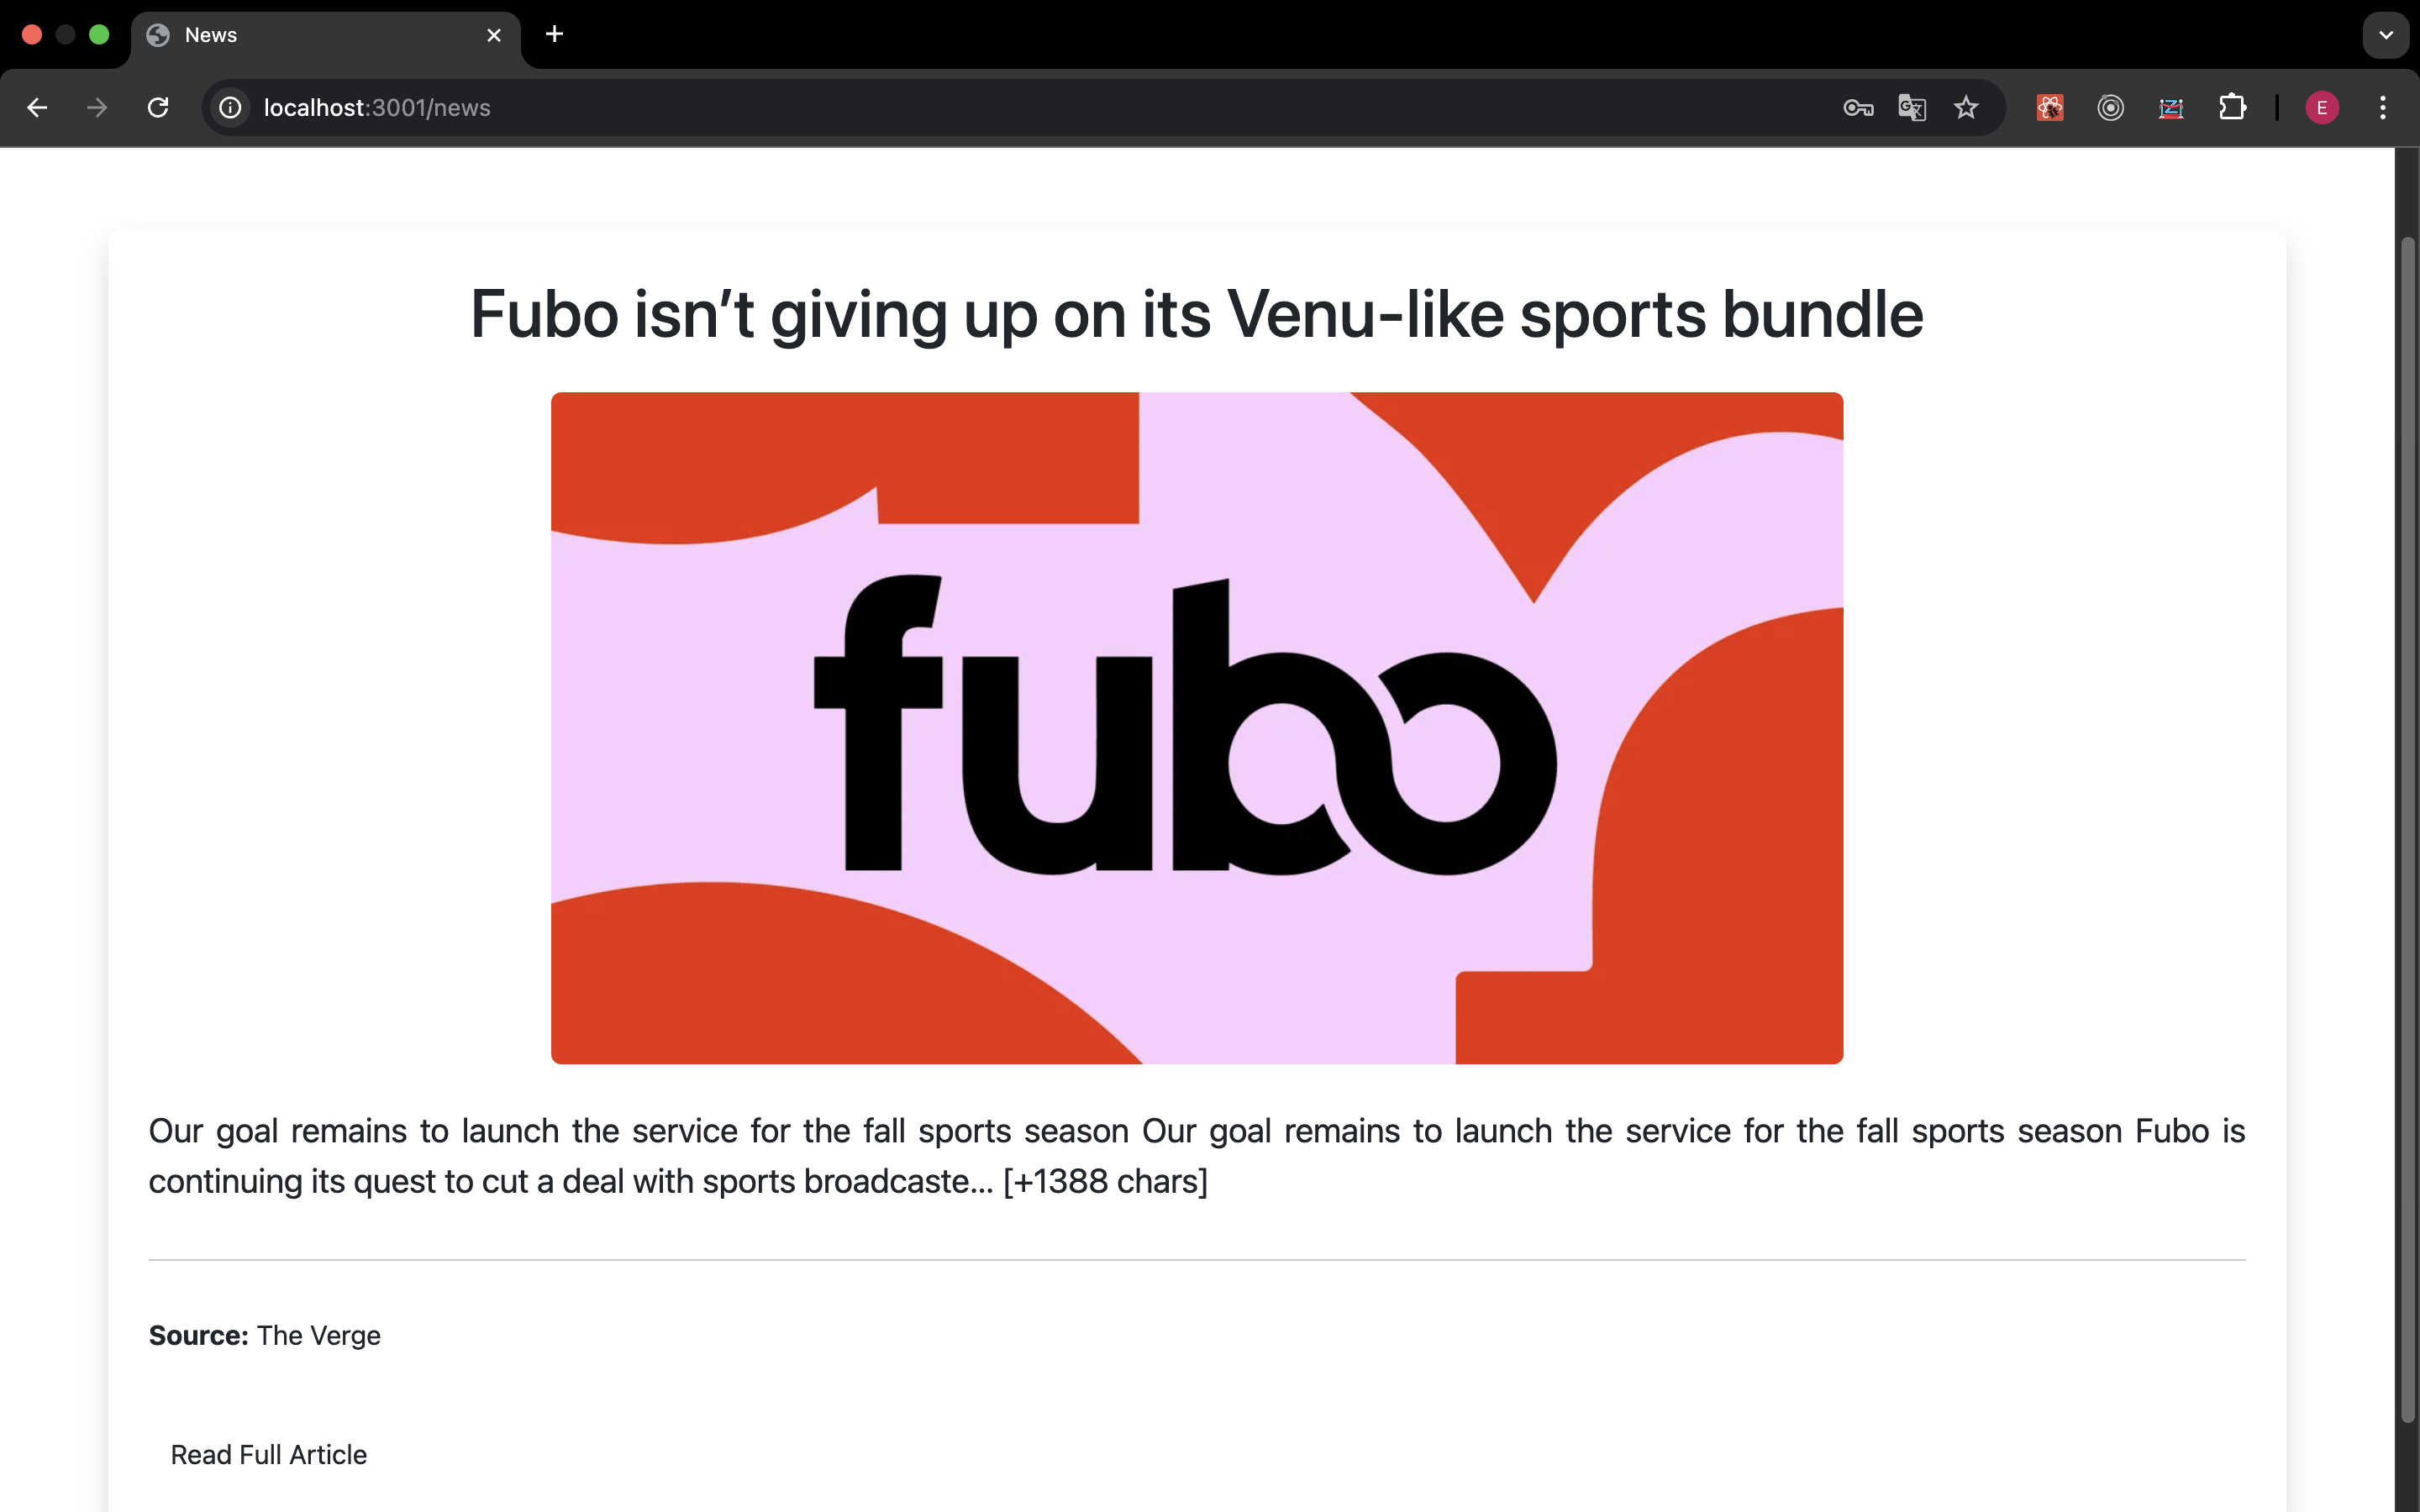 News
localhost:3001/news
E
Fubo isn’t giving up on its Venu-like sports bundle
fubo
Our goal remains to launch the service for the fall sports season Our goal remains to launch the service for the fall sports season Fubo is
continuing its quest to cut a deal with sports broadcaste… [+1388 chars]
Source: The Verge
Read Full Article